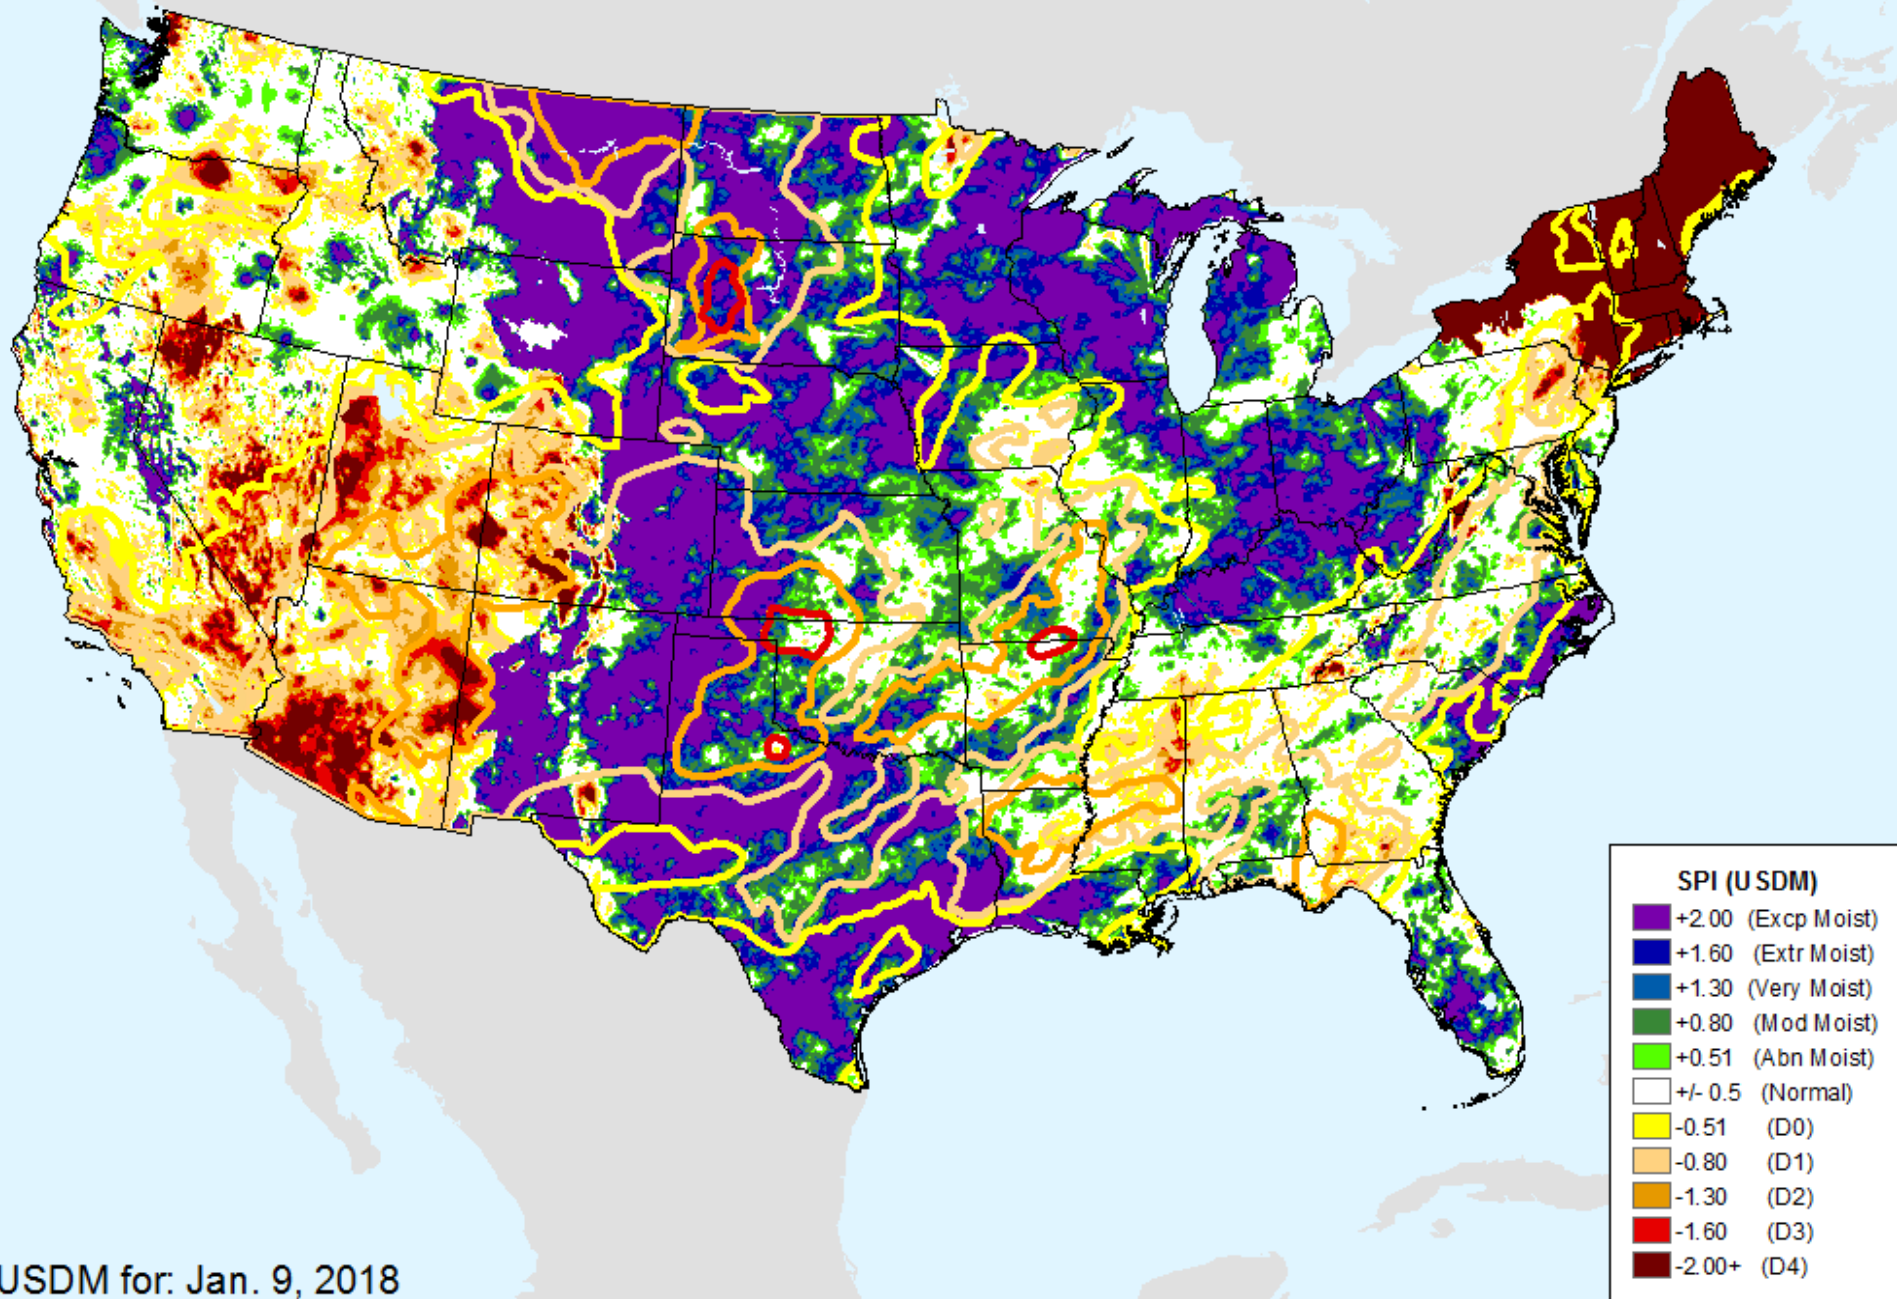 SPI (USDM)
+2.00 (Excp Moist)
+1.60 (Extr Moist)
+1.30 (Very Moist)
+0.80 (Mod Moist)
+0.51 (Abn Moist)
+/- 0.5 (Normal)
-0.51 (D0)
-0.80 (D1)
-1.30 (D2)
-1.60 (D3)
-2.00+ (D4)
USDM for: Jan. 9, 2018